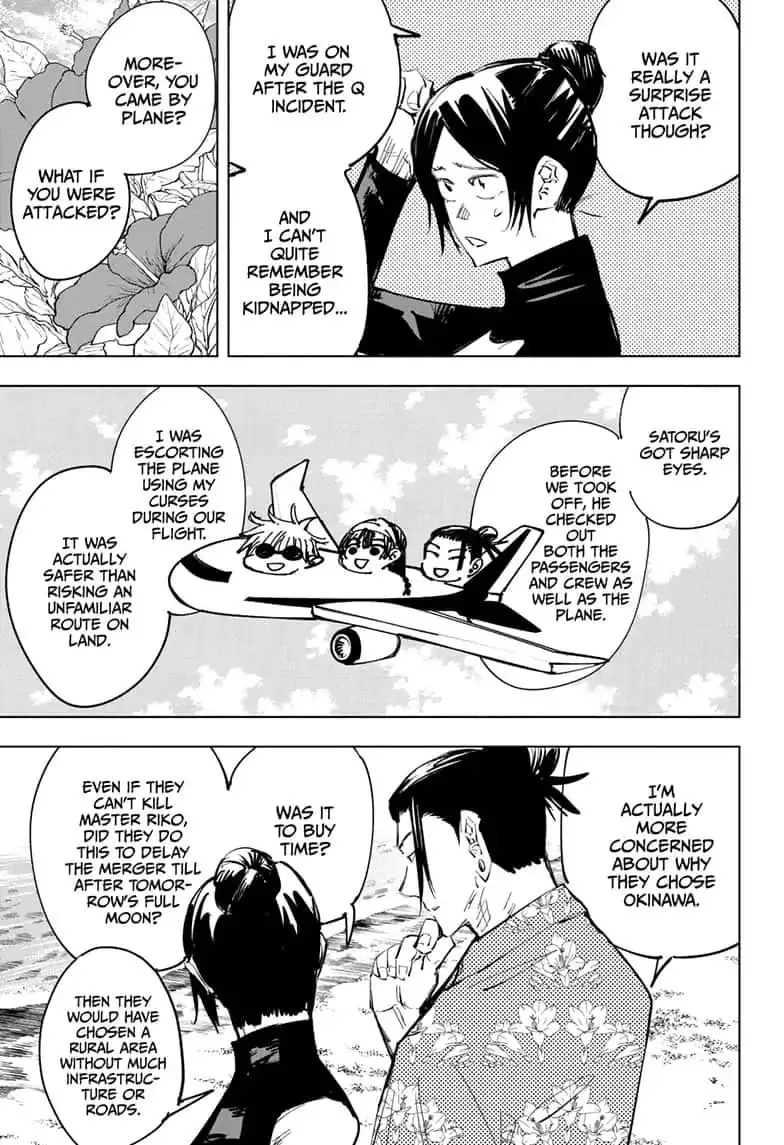 WAS IT
REALLY A
SURPRISE
ATTACK
THOUGH?
I WAS ON
MY GUARD
AFTER THE Q
INCIDENT.
AND
I CAN'T
QUITE
REMEMBER
BEING
KIDNAPPED...
MORE-
OVER, YOU
CAME BY
PLANE?
WHAT IF
YOU WERE
ATTACKED?
SATORU'S
GOT SHARP
EYES.
BEFORE
WE TOOK
OFF, HE
CHECKED
OUT
BOTH THE
PASSENGERS
AND CREW AS
WELL AS THE
PLANE.
I WAS
ESCORTING
THE PLANE
USING MY
CURSES
DURING OUR
FLIGHT.
IT WAS
ACTUALLY
SAFER THAN
RISKING AN
UNFAMILIAR
ROUTE ON
LAND.
I'M
ACTUALLY
MORE
CONCERNED
ABOUT WHY
THEY CHOSE
OKINAWA.
WAS IT
TO BUY
TIME?
EVEN IF THEY
CAN'T KILL
MASTER RIKO,
DID THEY DO
THIS TO DELAY
THE MERGER TILL
AFTER TOMOR-
ROW'S FULL
MOON?
THEN THEY
WOULD HAVE
CHOSEN A
RURAL AREA
WITHOUT MUCH
INFRASTRUC-
TURE OR
ROADS.